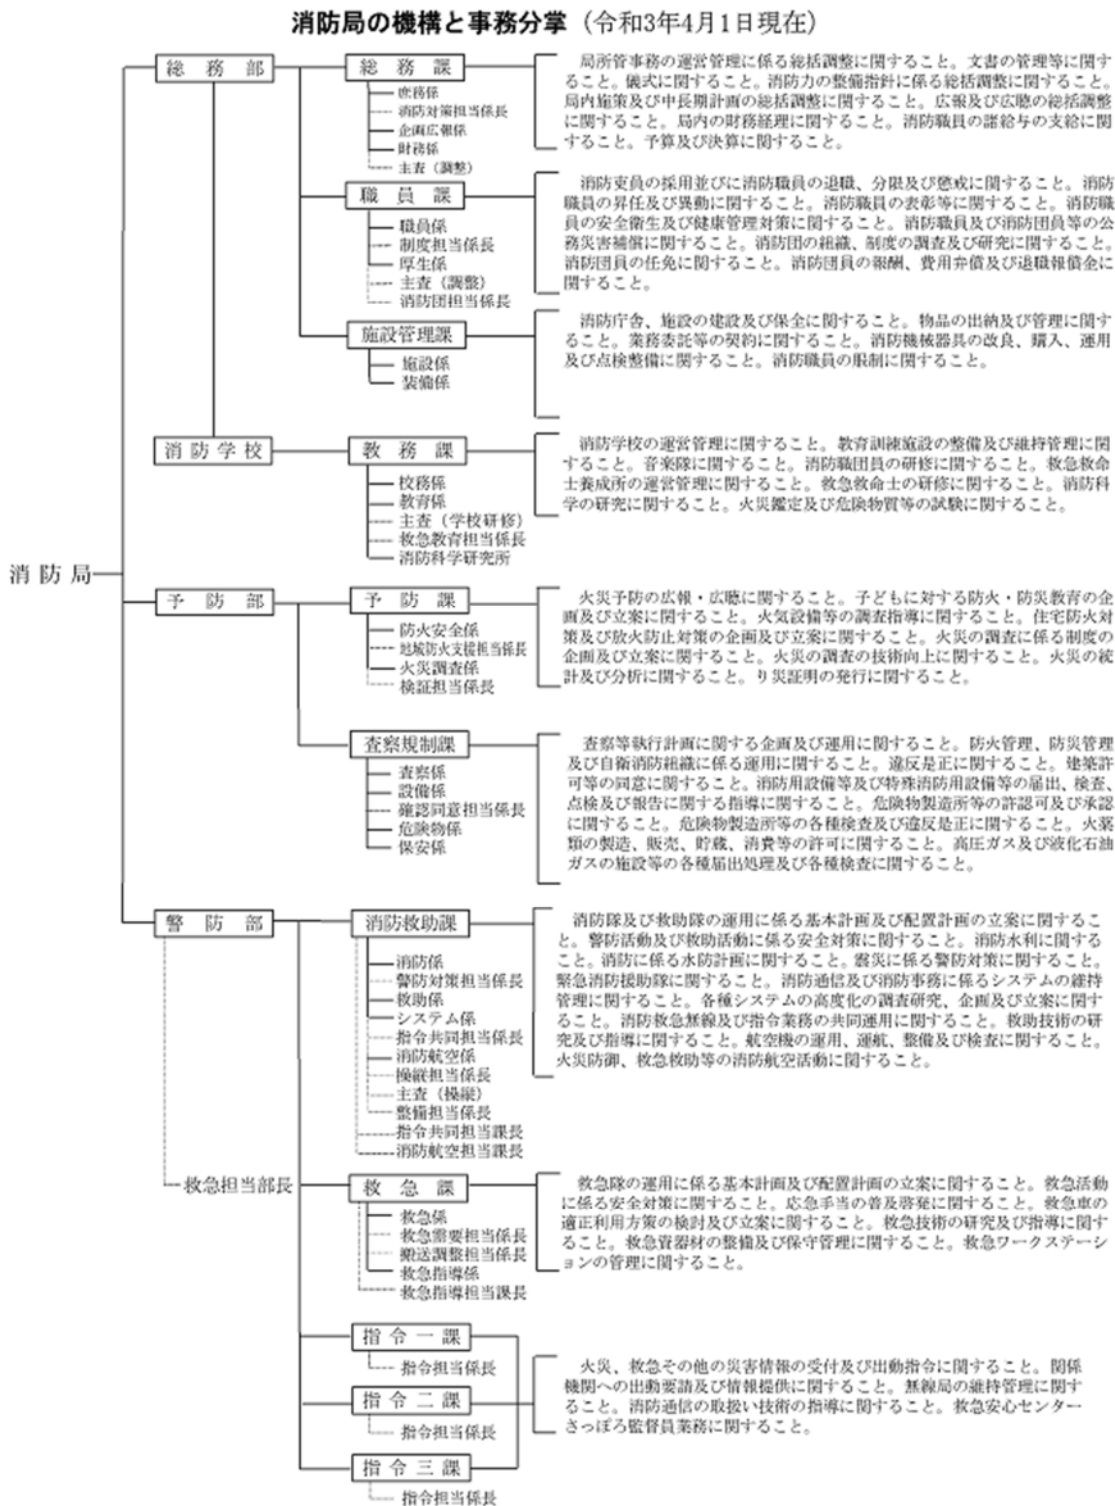 消防局の機構と事務分掌(令和3年4月1日現在)
消防局
総務部
総務課
庶務係
消防対策担当係長
企画広報係
財務係
主査(調整)
局所管事務の運営管理に係る総括調整に関すること。文書の管理等に関
すること。儀式に関すること。消防力の整備指針に係る総括調整に関すること。
局内施策及び中長期計画の総括調整に関すること。広報及び広聴の総括調整
に関すること。局内の財務経理に関すること。消防職員の諸給与の支給に関
すること。予算及び決算に関すること。
職員課
職員係
制度担当係長
厚生係
主査(調整)
消防団担当係長
消防吏員の採用並びに消防職員の退職、分限及び懲戒に関すること。消防
職員の昇任及び異動に関すること。消防職員の表彰等に関すること。消防職
員の安全衛生及び健康管理対策に関すること。消防職員及び消防団員等の公
務災害補償に関すること。消防団の組織、制度の調査及び研究に関すること。
消防団員の任免に関すること。消防団員の報酬、費用弁償及び退職報償金に
関すること。
施設管理課
施設係
装備係
消防庁舎、施設の建設及び保全に関すること。物品の出納及び管理に関す
ること。業務委託等の契約に関すること。消防機械器具の改良、購入、運用
及び点検整備に関すること。消防職員の服制に関すること。
消防学校
教務課
校務係
教育係
主査(学校研修)
救急教育担当係長
消防科学研究所
消防学校の運営管理に関すること。教育訓練施設の整備及び維持管理に関
すること。音楽隊に関すること。消防職団員の研修に関すること。救急救命
士養成所の運営管理に関すること。救急救命士の研修に関すること。消防科
学の研究に関すること。火災鑑定及び危険物質等の試験に関すること。
予防部
予防課
防火安全係
地域防火支援担当係長
火災調査係
検証担当係長
火災予防の広報・広聴に関すること。子どもに対する防火・防災教育の企
画及び立案に関すること。火気設備等の調査指導に関すること。住宅防火対
策及び放火防止対策の企画及び立案に関すること。火災の調査に係る制度の
企画及び立案に関すること。火災の調査の技術向上に関すること。火災の統
計及び分析に関すること。り災証明の発行に関すること。
査察規制課
査察係
設備係
確認同意担当係長
危険物係
保安係
査察等執行計画に関する企画及び運用に関すること。防火管理、防災管理
及び自衛消防組織に係る運用に関すること。違反是正に関すること。建築許
可等の同意に関すること。消防用設備等及び特殊消防用設備等の届出、検査、
点検及び報告に関する指導に関すること。危険物製造所等の許認可及び承認
に関すること。危険物製造所等の各種検査及び違反是正に関すること。火薬
類の製造、販売、貯蔵、消費等の許可に関すること。高圧ガス及び液化石油
ガスの施設等の各種届出処理及び各種検査に関すること。
警防部
消防救助課
消防係
警防対策担当係長
救助係
システム係
指令共同担当係長
消防航空係
操縦担当係長
主査(操縦)
整備担当係長
指令共同担当課長
消防航空担当課長
消防隊及び救助隊の運用に係る基本計画及び配置計画の立案に関するこ
と。警防活動及び救助活動に係る安全対策に関すること。消防水利に関する
こと。消防に係る水防計画に関すること。震災に係る警防対策に関すること。
緊急消防援助隊に関すること。消防通信及び消防事務に係るシステムの維持
管理に関すること。各種システムの高度化の調査研究、企画及び立案に関す
ること。消防救急無線及び指令業務の共同運用に関すること。救助技術の研
究及び指導に関すること。航空機の運用、運航、整備及び検査に関すること。
火災防御、救急救助等の消防航空活動に関すること。
救急担当部長
救急課
救急係
救急需要担当係長
搬送調整担当係長
救急指導係
救急指導担当課長
救急隊の運用に係る基本計画及び配置計画の立案に関すること。救急活動
に係る安全対策に関すること。応急手当の普及啓発に関すること。救急車の
適正利用方策の検討及び立案に関すること。救急技術の研究及び指導に関す
ること。救急資器材の整備及び保守管理に関すること。救急ワークステーシ
ョンの管理に関すること。
指令一課
指令担当係長
指令二課
指令担当係長
指令三課
指令担当係長
火災、救急その他の災害情報の受付及び出動指令に関すること。関係
機関への出動要請及び情報提供に関すること。無線局の維持管理に関す
ること。消防通信の取扱い技術の指導に関すること。救急安心センター
さっぽろ監督員業務に関すること。